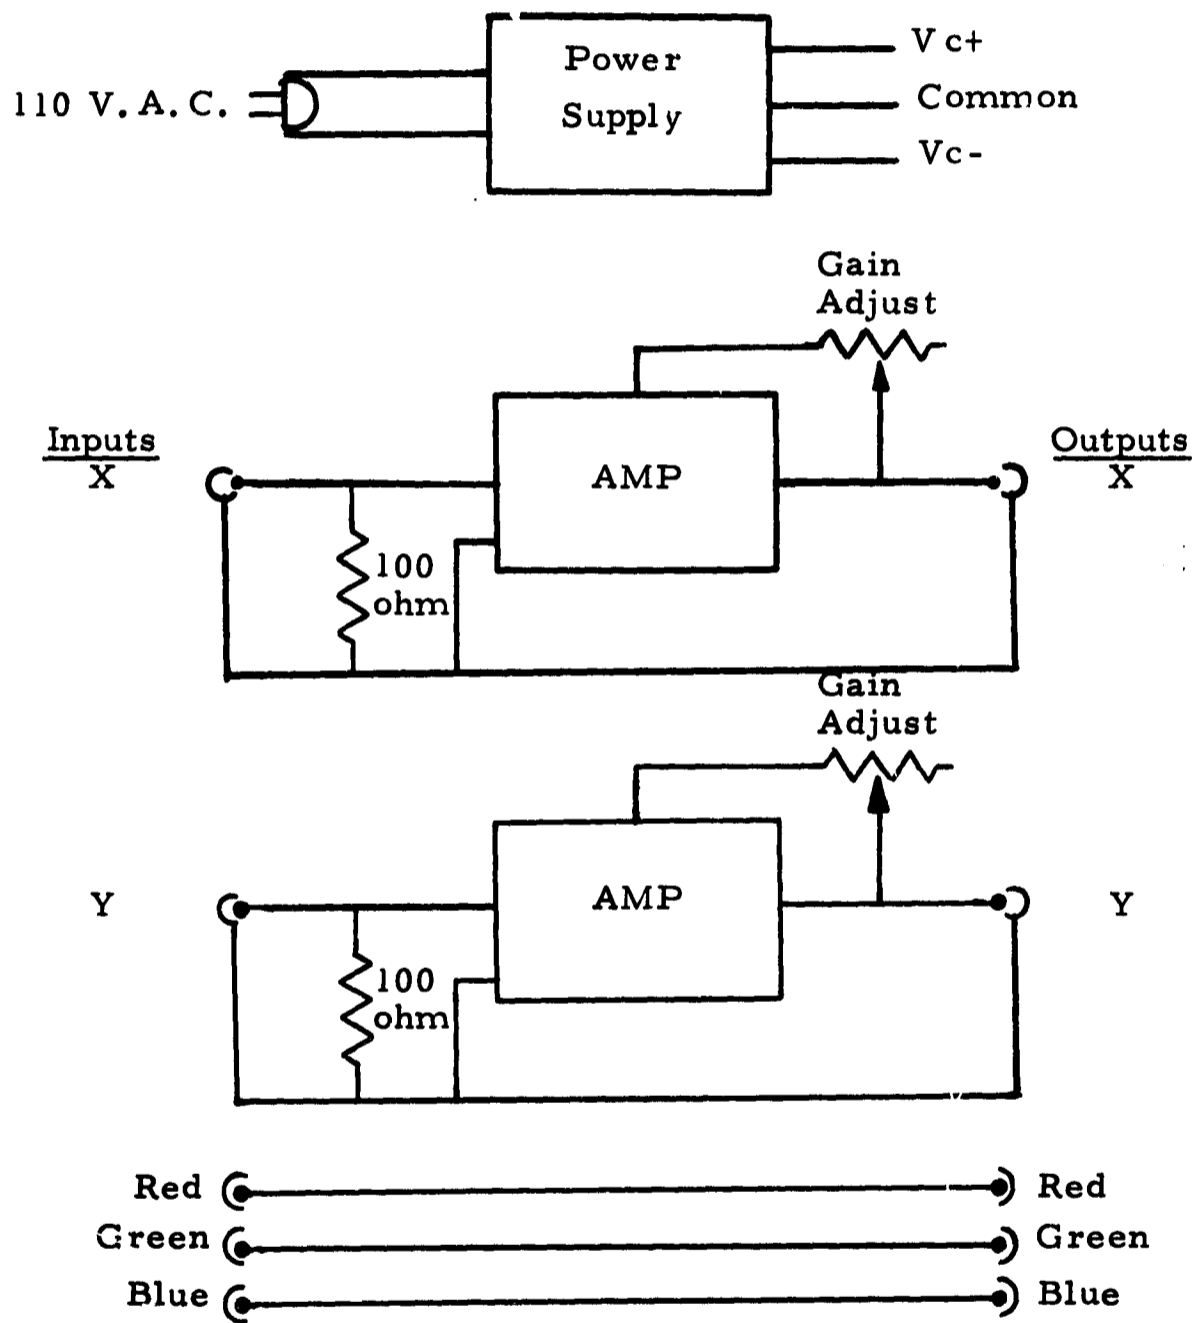 Power
Supply
110 V. A. C.
Vc+
Common
Vc-
Gain
Adjust
Inputs
X
AMP
Outputs
X
100
ohm
Gain
Adjust
Y
AMP
Y
100
ohm
Red
Red
Green
Green
Blue
Blue